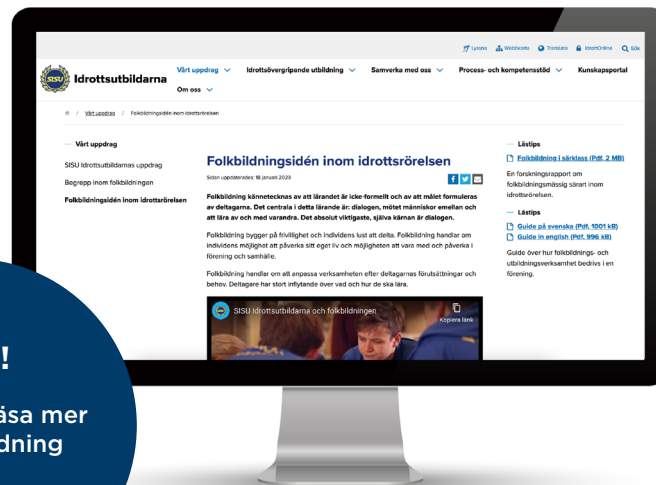 Lyssna Webbkarta Translate IdrottOnline Sök
SISU Idrottsutbildarna
Vårt uppdrag Idrottsövergripande utbildning Samverka med oss Process- och kompetensstöd Kunskapsportal
Om oss
/ Vårt uppdrag / Folkbildningsidén inom idrottsrörelsen
Vårt uppdrag
SISU Idrottsutbildarnas uppdrag
Begrepp inom folkbildningen
Folkbildningsidén inom idrottsrörelsen
Folkbildningsidén inom idrottsrörelsen
Sidan uppdaterades: 18 januari 2023
Folkbildning kännetecknas av att lärandet är icke-formellt och av att målet formuleras
av deltagarna. Det centrala i detta lärande är: dialogen, mötet människor emellan och
att lära av och med varandra. Det absolut viktigaste, själva kärnan är dialogen.
Folkbildning bygger på frivillighet och individens lust att delta. Folkbildning handlar om
individens möjlighet att påverka sitt eget liv och möjligheten att vara med och påverka i
förening och samhälle.
Folkbildning handlar om att anpassa verksamheten efter deltagarnas förutsättningar och
behov. Deltagare har stort inflytande över vad och hur de ska lära.
SISU Idrottsutbildarna och folkbildningen
Kopiera länk
Lästips
Folkbildning i särklass (Pdf, 2 MB)
En forskningsrapport om
folkbildningsmässig särart inom
idrottsrörelsen.
Lästips
Guide på svenska (Pdf, 1001 kB)
Guide in english (Pdf, 996 kB)
Guide över hur folkbildnings- och
utbildningsverksamhet bedrivs i en
förening.
!
äsa mer
dning